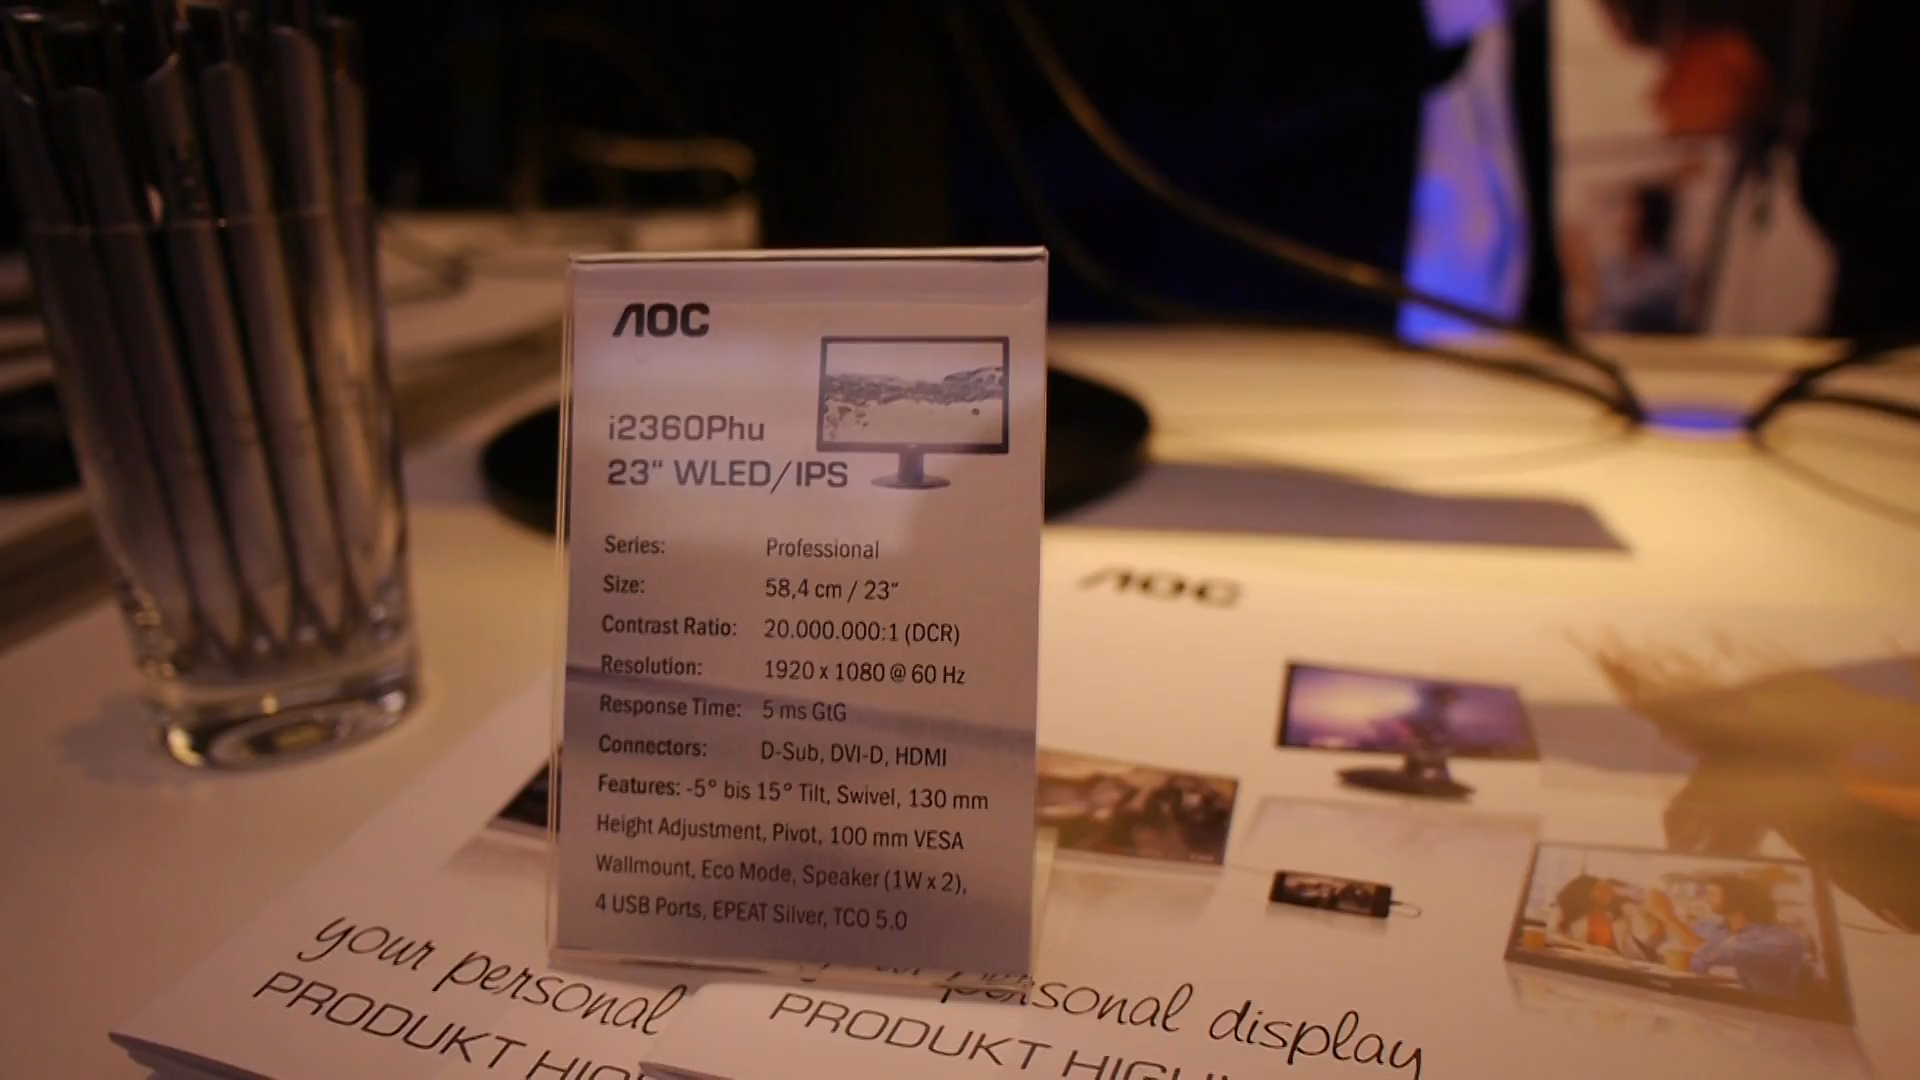 AOC
i2360Phu
23" WLED/IPS
Series: Professional
Size: 58,4 cm / 23"
Contrast Ratio: 20.000.000:1 (DCR)
Resolution: 1920 x 1080 @ 60 Hz
Response Time: 5 ms GtG
Connectors: D-Sub, DVI-D, HDMI
Features: -5° bis 15° Tilt, Swivel, 130 mm
Height Adjustment, Pivot, 100 mm VESA
Wallmount, Eco Mode, Speaker (1W x 2),
4 USB Ports, EPEAT Silver, TCO 5.0
AOC
your personal
PRODUKT
personal display
PRODUKT